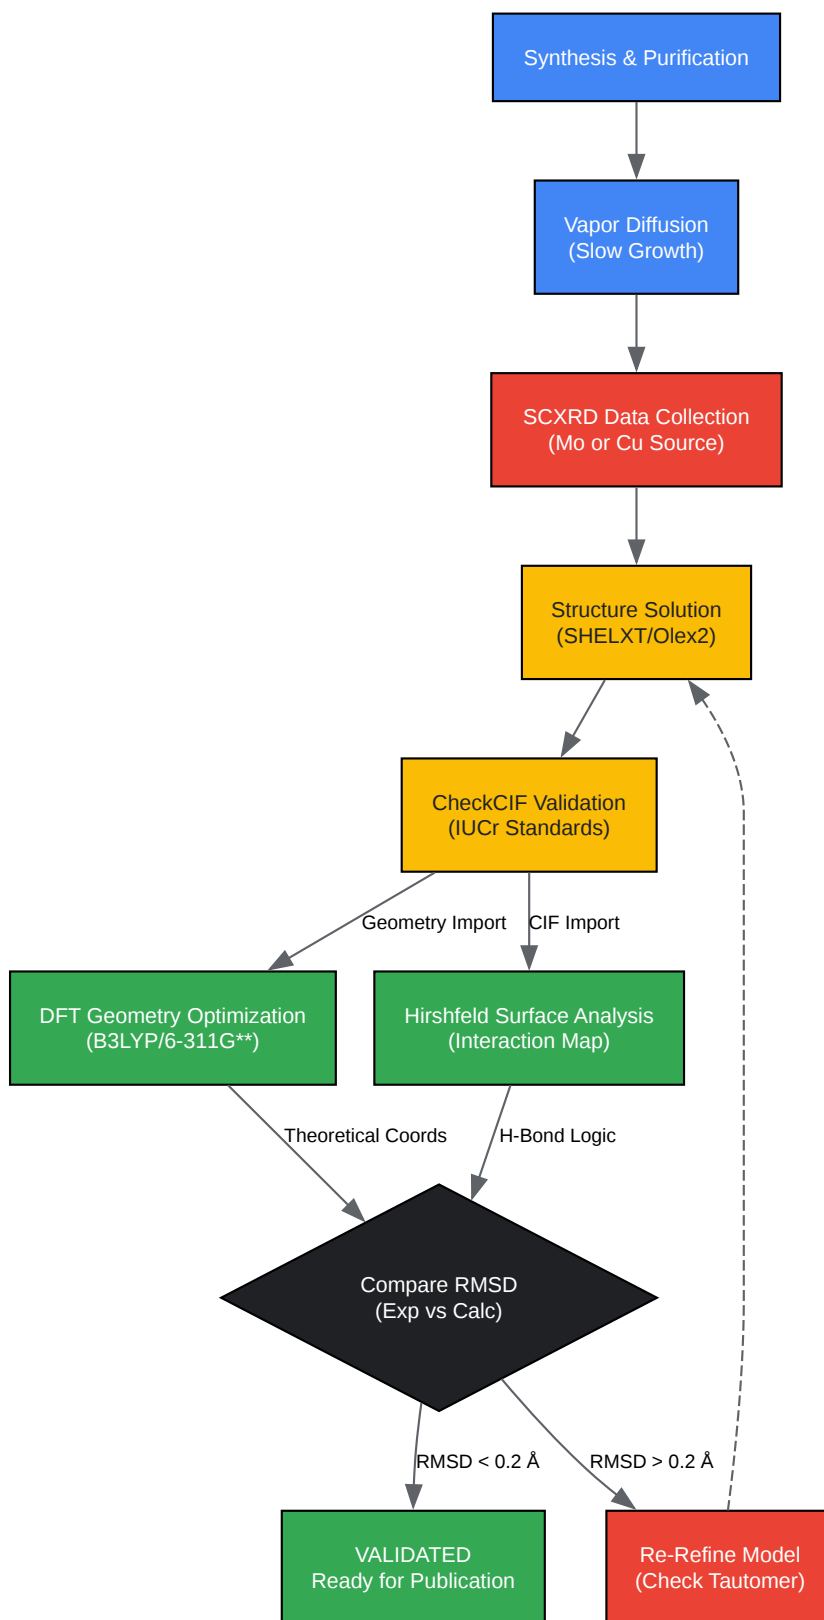 Synthesis & Purification
Vapor Diffusion
(Slow Growth)
SCXRD Data Collection
(Mo or Cu Source)
Structure Solution
(SHELXT/Olex2)
CheckCIF Validation
(IUCr Standards)
Geometry Import
CIF Import
DFT Geometry Optimization
(B3LYP/6-311G**)
Hirshfeld Surface Analysis
(Interaction Map)
Theoretical Coords
H-Bond Logic
Compare RMSD
(Exp vs Calc)
RMSD < 0.2 Å
RMSD > 0.2 Å
VALIDATED
Ready for Publication
Re-Refine Model
(Check Tautomer)